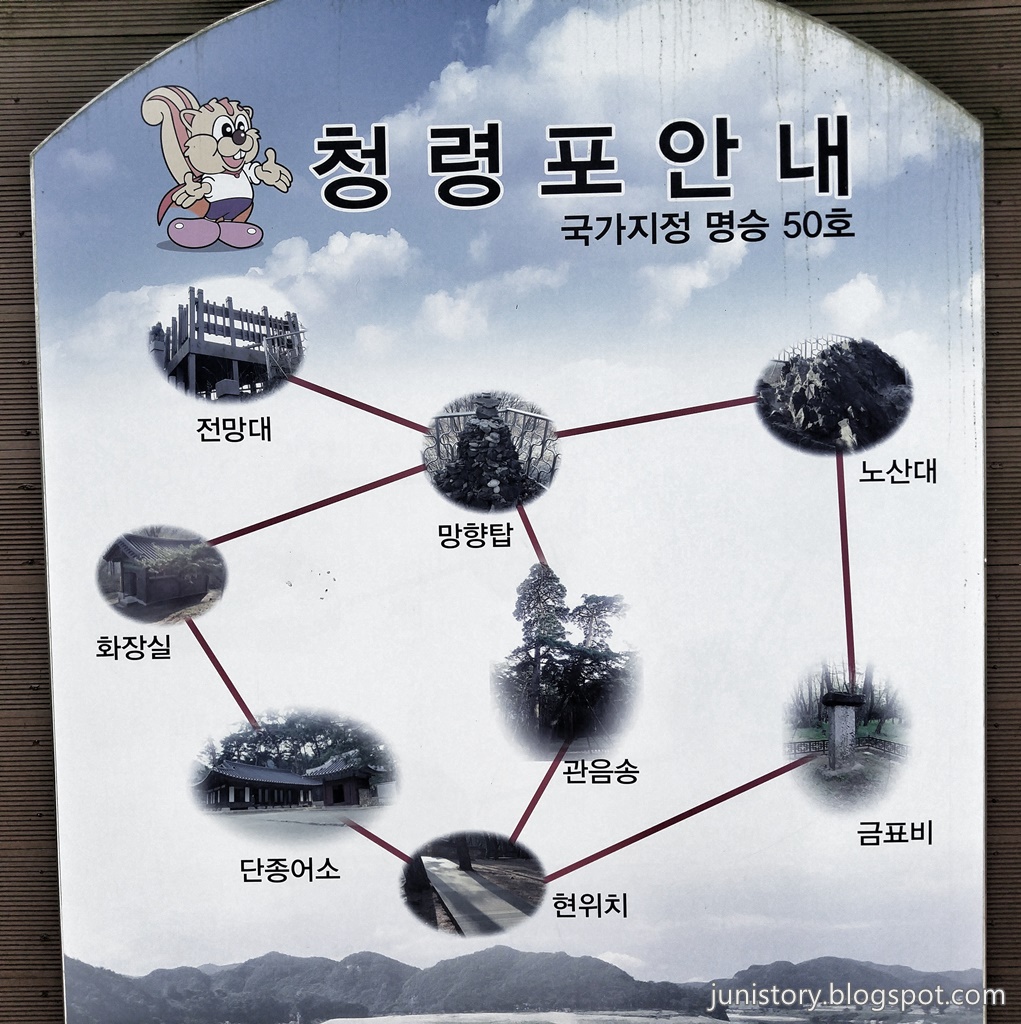 청령포안내
국가지정 명승 50호
전망대
노산대
망향탑
화장실
관음송
금표비
단종어소
현위치
junistory.blogspot.com